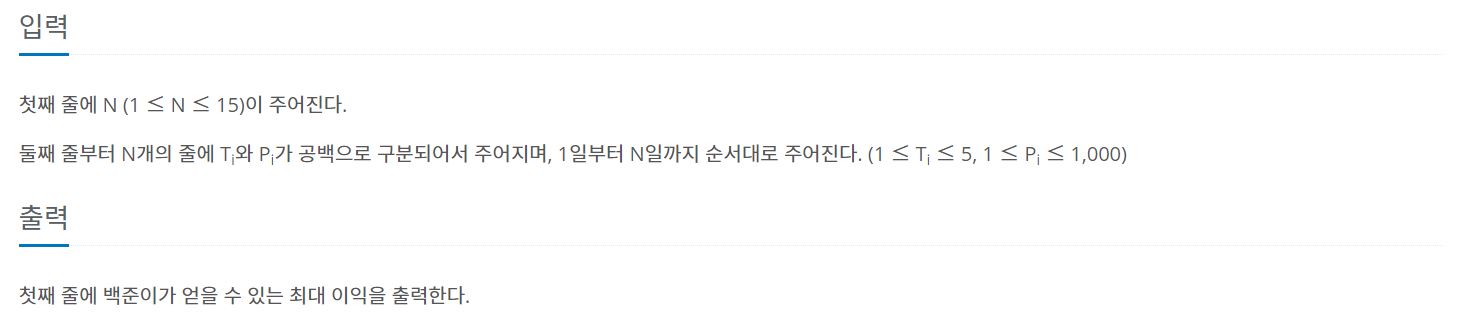 입력
첫째 줄에 N (1 ≤ N ≤ 15)이 주어진다.
둘째 줄부터 N개의 줄에 Ti와 Pi가 공백으로 구분되어서 주어지며, 1일부터 N일까지 순서대로 주어진다. (1 ≤ Ti ≤ 5, 1 ≤ Pi ≤ 1,000)
출력
첫째 줄에 백준이가 얻을 수 있는 최대 이익을 출력한다.